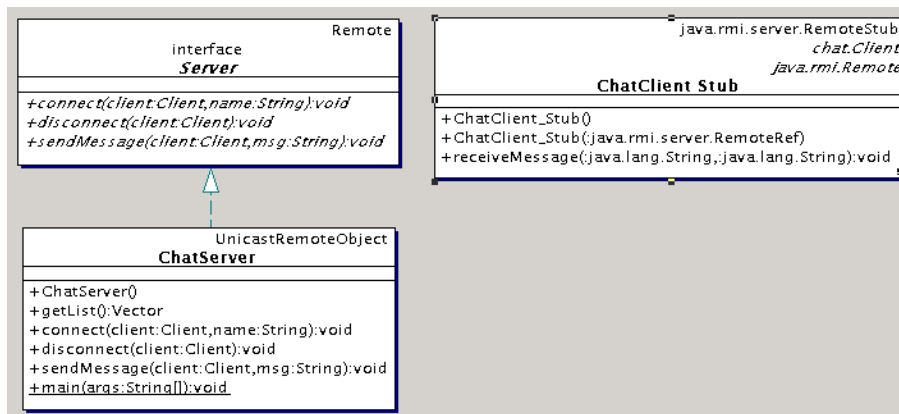 Remote
interface
Server
+connect(client:Client,name:String):void
+disconnect(client:Client):void
+sendMessage(client:Client,msg:String):void
UnicastRemoteObject
ChatServer
+ChatServer()
+getList():Vector
+connect(client:Client,name:String):void
+disconnect(client:Client):void
+sendMessage(client:Client,msg:String):void
+main(args:String[]):void
java.rmi.server.RemoteStub
chat.Client
java.rmi.Remote
ChatClient Stub
+ChatClient_Stub()
+ChatClient_Stub(:java.rmi.server.RemoteRef)
+receiveMessage(:java.lang.String,:java.lang.String):void